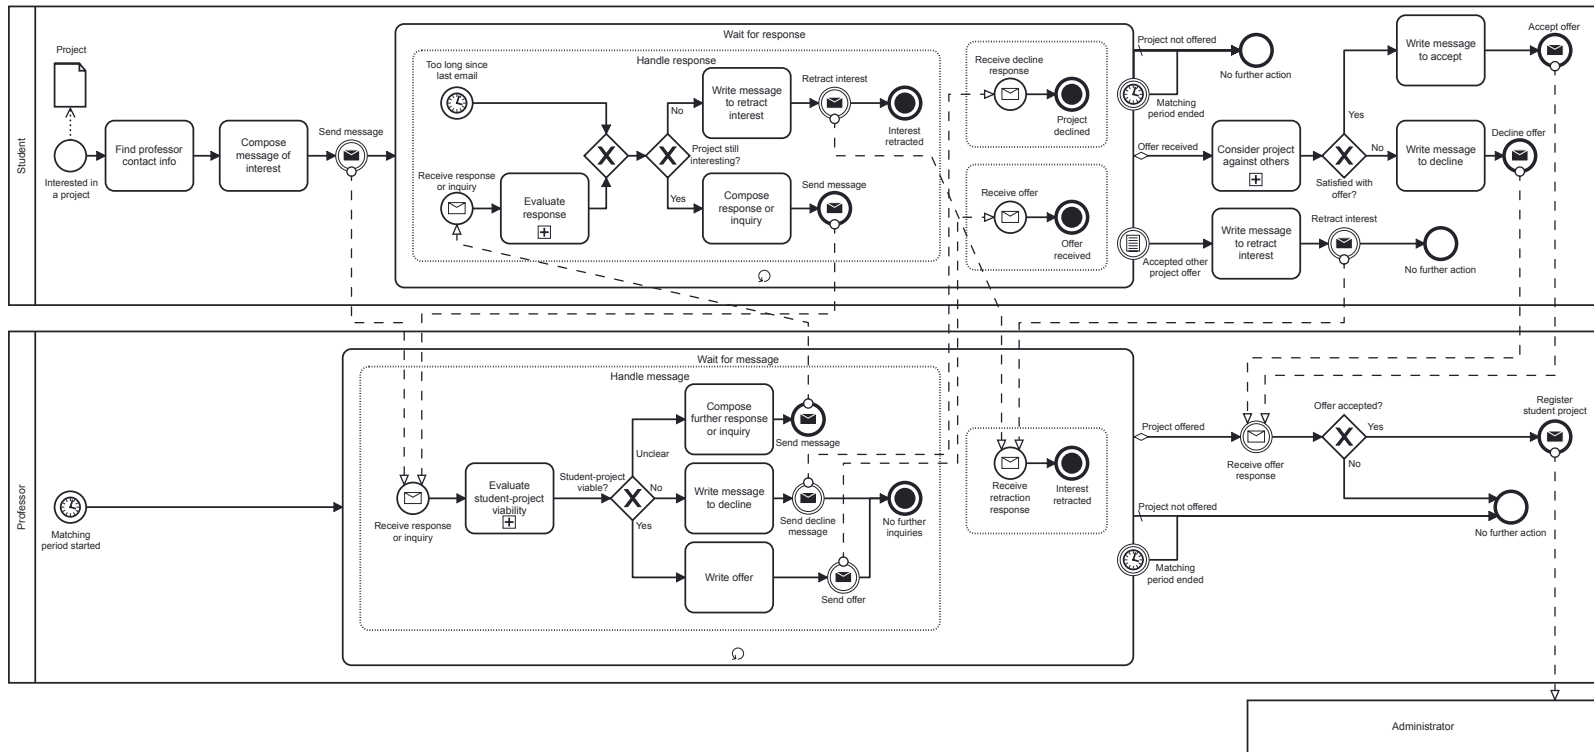 Student
Project
Interested in
a project
Find professor
contact info
Compose
message of
interest
Send message
Wait for response
Handle response
Too long since
last email
Receive response
or inquiry
Evaluate
response
Project still
interesting?
No
Yes
Write message
to retract
interest
Retract interest
Interest
retracted
Compose
response or
inquiry
Send message
Receive decline
response
Project
declined
Receive offer
Offer
received
Project not offered
No further action
Matching
period ended
Offer received
Consider project
against others
Satisfied with
offer?
Yes
No
Write message
to accept
Accept offer
Write message
to decline
Decline offer
Accepted other
project offer
Write message
to retract
interest
Retract interest
No further action
Professor
Matching
period started
Wait for message
Handle message
Receive response
or inquiry
Evaluate
student-project
viability
Student-project
viable?
Unclear
No
Yes
Compose
further response
or inquiry
Send message
Write message
to decline
Send decline
message
Write offer
Send offer
No further
inquiries
Receive
retraction
response
Interest
retracted
Project offered
Receive offer
response
Offer accepted?
Yes
No
Register
student project
Project not offered
Matching
period ended
No further action
Administrator